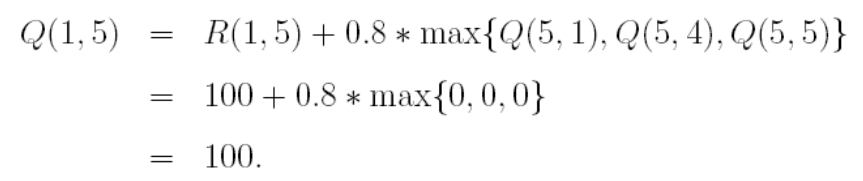 Q(1, 5) = R(1, 5) + 0.8 ∗ max{Q(5, 1), Q(5, 4), Q(5, 5)}
= 100 + 0.8 ∗ max{0, 0, 0}
= 100.